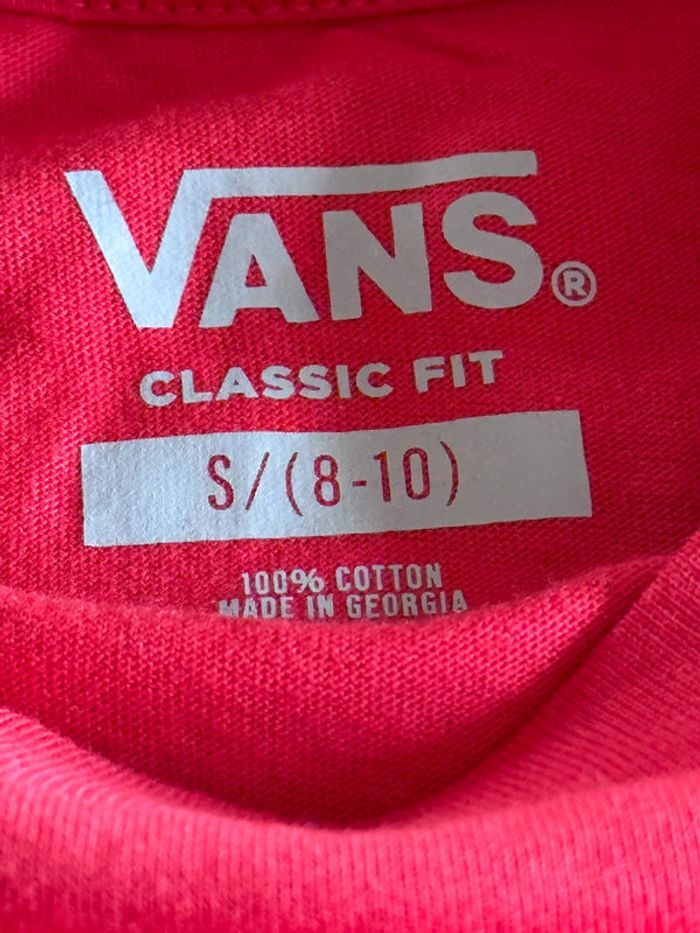 VANS®
CLASSIC FIT
S/(8-10)
100% COTTON
MADE IN GEORGIA